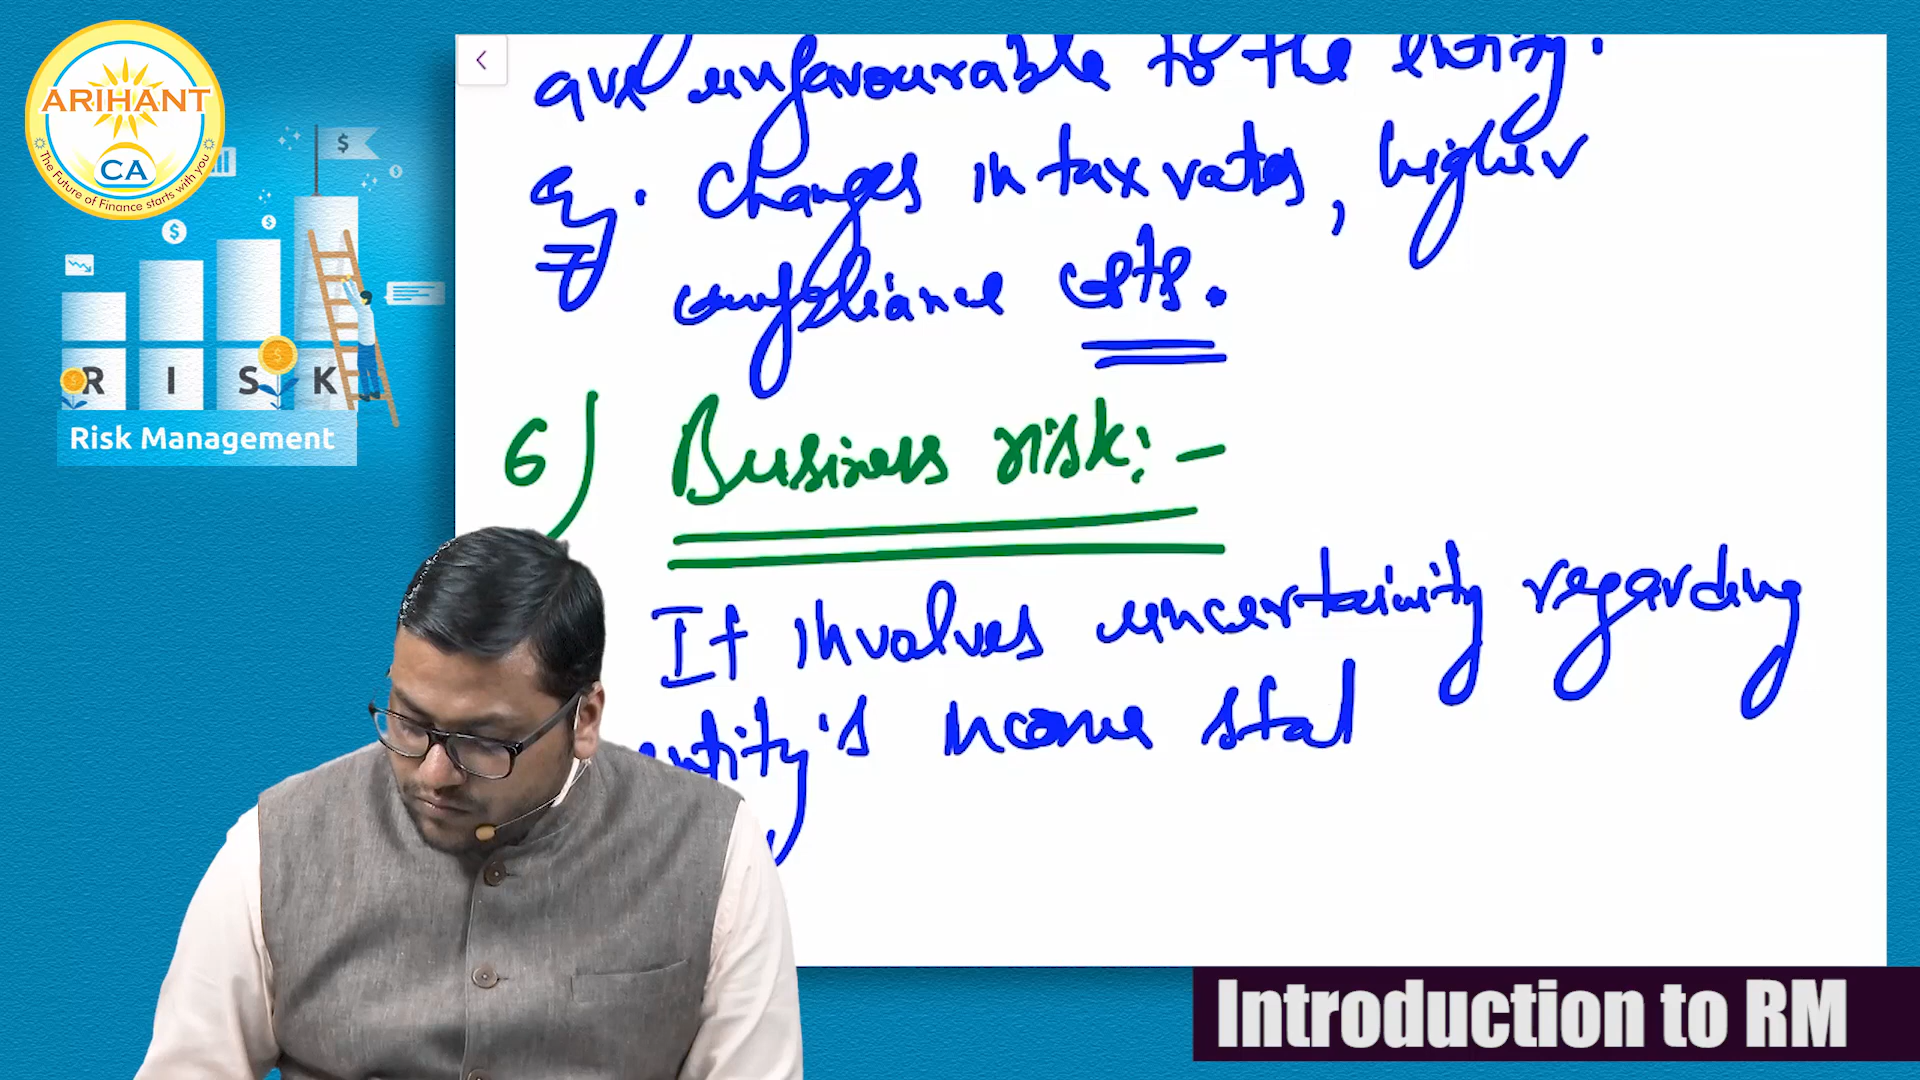 ARIHANT
CA
The Future of Finance starts with you
$
$
$
$
$
$
R I S K
Risk Management
are unfavourable to the entity.
Eg. Changes in tax rates, higher
compliance costs.
6) Business risk:-
It involves uncertainity regarding
entity's income stat
Introduction to RM